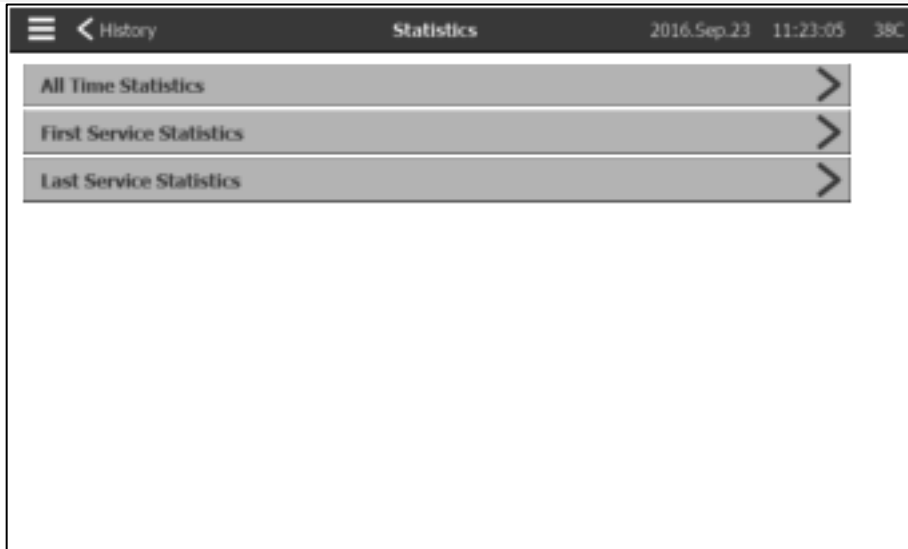 History Statistics 2016.Sep.23 11:23:05 38C
All Time Statistics
First Service Statistics
Last Service Statistics